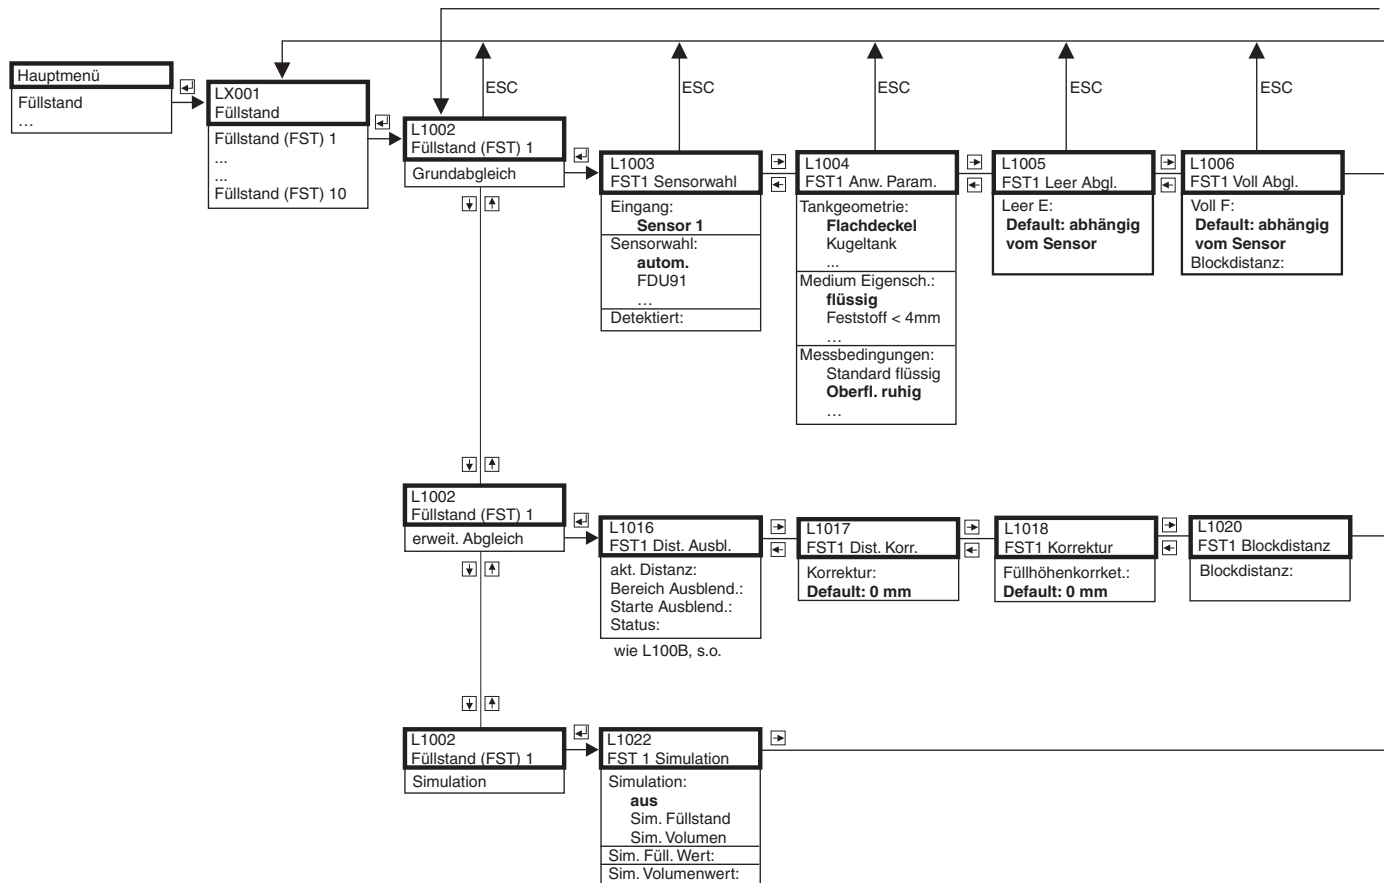 Hauptmenü
Füllstand
…
LX001
Füllstand
Füllstand (FST) 1
...
...
Füllstand (FST) 10
ESC
L1002
Füllstand (FST) 1
Grundabgleich
ESC
L1003
FST1 Sensorwahl
Eingang:
Sensor 1
Sensorwahl:
autom.
FDU91
…
Detektiert:
ESC
L1004
FST1 Anw. Param.
Tankgeometrie:
Flachdeckel
Kugeltank
...
Medium Eigensch.:
flüssig
Feststoff < 4mm
…
Messbedingungen:
Standard flüssig
Oberfl. ruhig
…
ESC
L1005
FST1 Leer Abgl.
Leer E:
Default: abhängig
vom Sensor
ESC
L1006
FST1 Voll Abgl.
Voll F:
Default: abhängig
vom Sensor
Blockdistanz:
L1002
Füllstand (FST) 1
erweit. Abgleich
L1016
FST1 Dist. Ausbl.
akt. Distanz:
Bereich Ausblend.:
Starte Ausblend.:
Status:
wie L100B, s.o.
L1017
FST1 Dist. Korr.
Korrektur:
Default: 0 mm
L1018
FST1 Korrektur
Füllhöhenkorrket.:
Default: 0 mm
L1020
FST1 Blockdistanz
Blockdistanz:
L1002
Füllstand (FST) 1
Simulation
L1022
FST 1 Simulation
Simulation:
aus
Sim. Füllstand
Sim. Volumen
Sim. Füll. Wert:
Sim. Volumenwert: